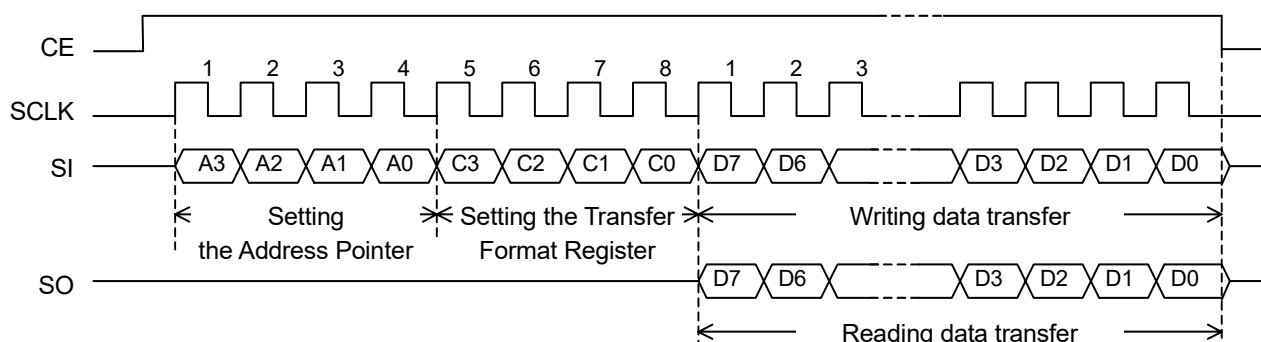 CE
1 2 3 4 5 6 7 8 1 2 3
SCLK
SI A3 A2 A1 A0 C3 C2 C1 C0 D7 D6 D3 D2 D1 D0
Setting Setting the Transfer Writing data transfer
the Address Pointer Format Register
SO D7 D6 D3 D2 D1 D0
Reading data transfer